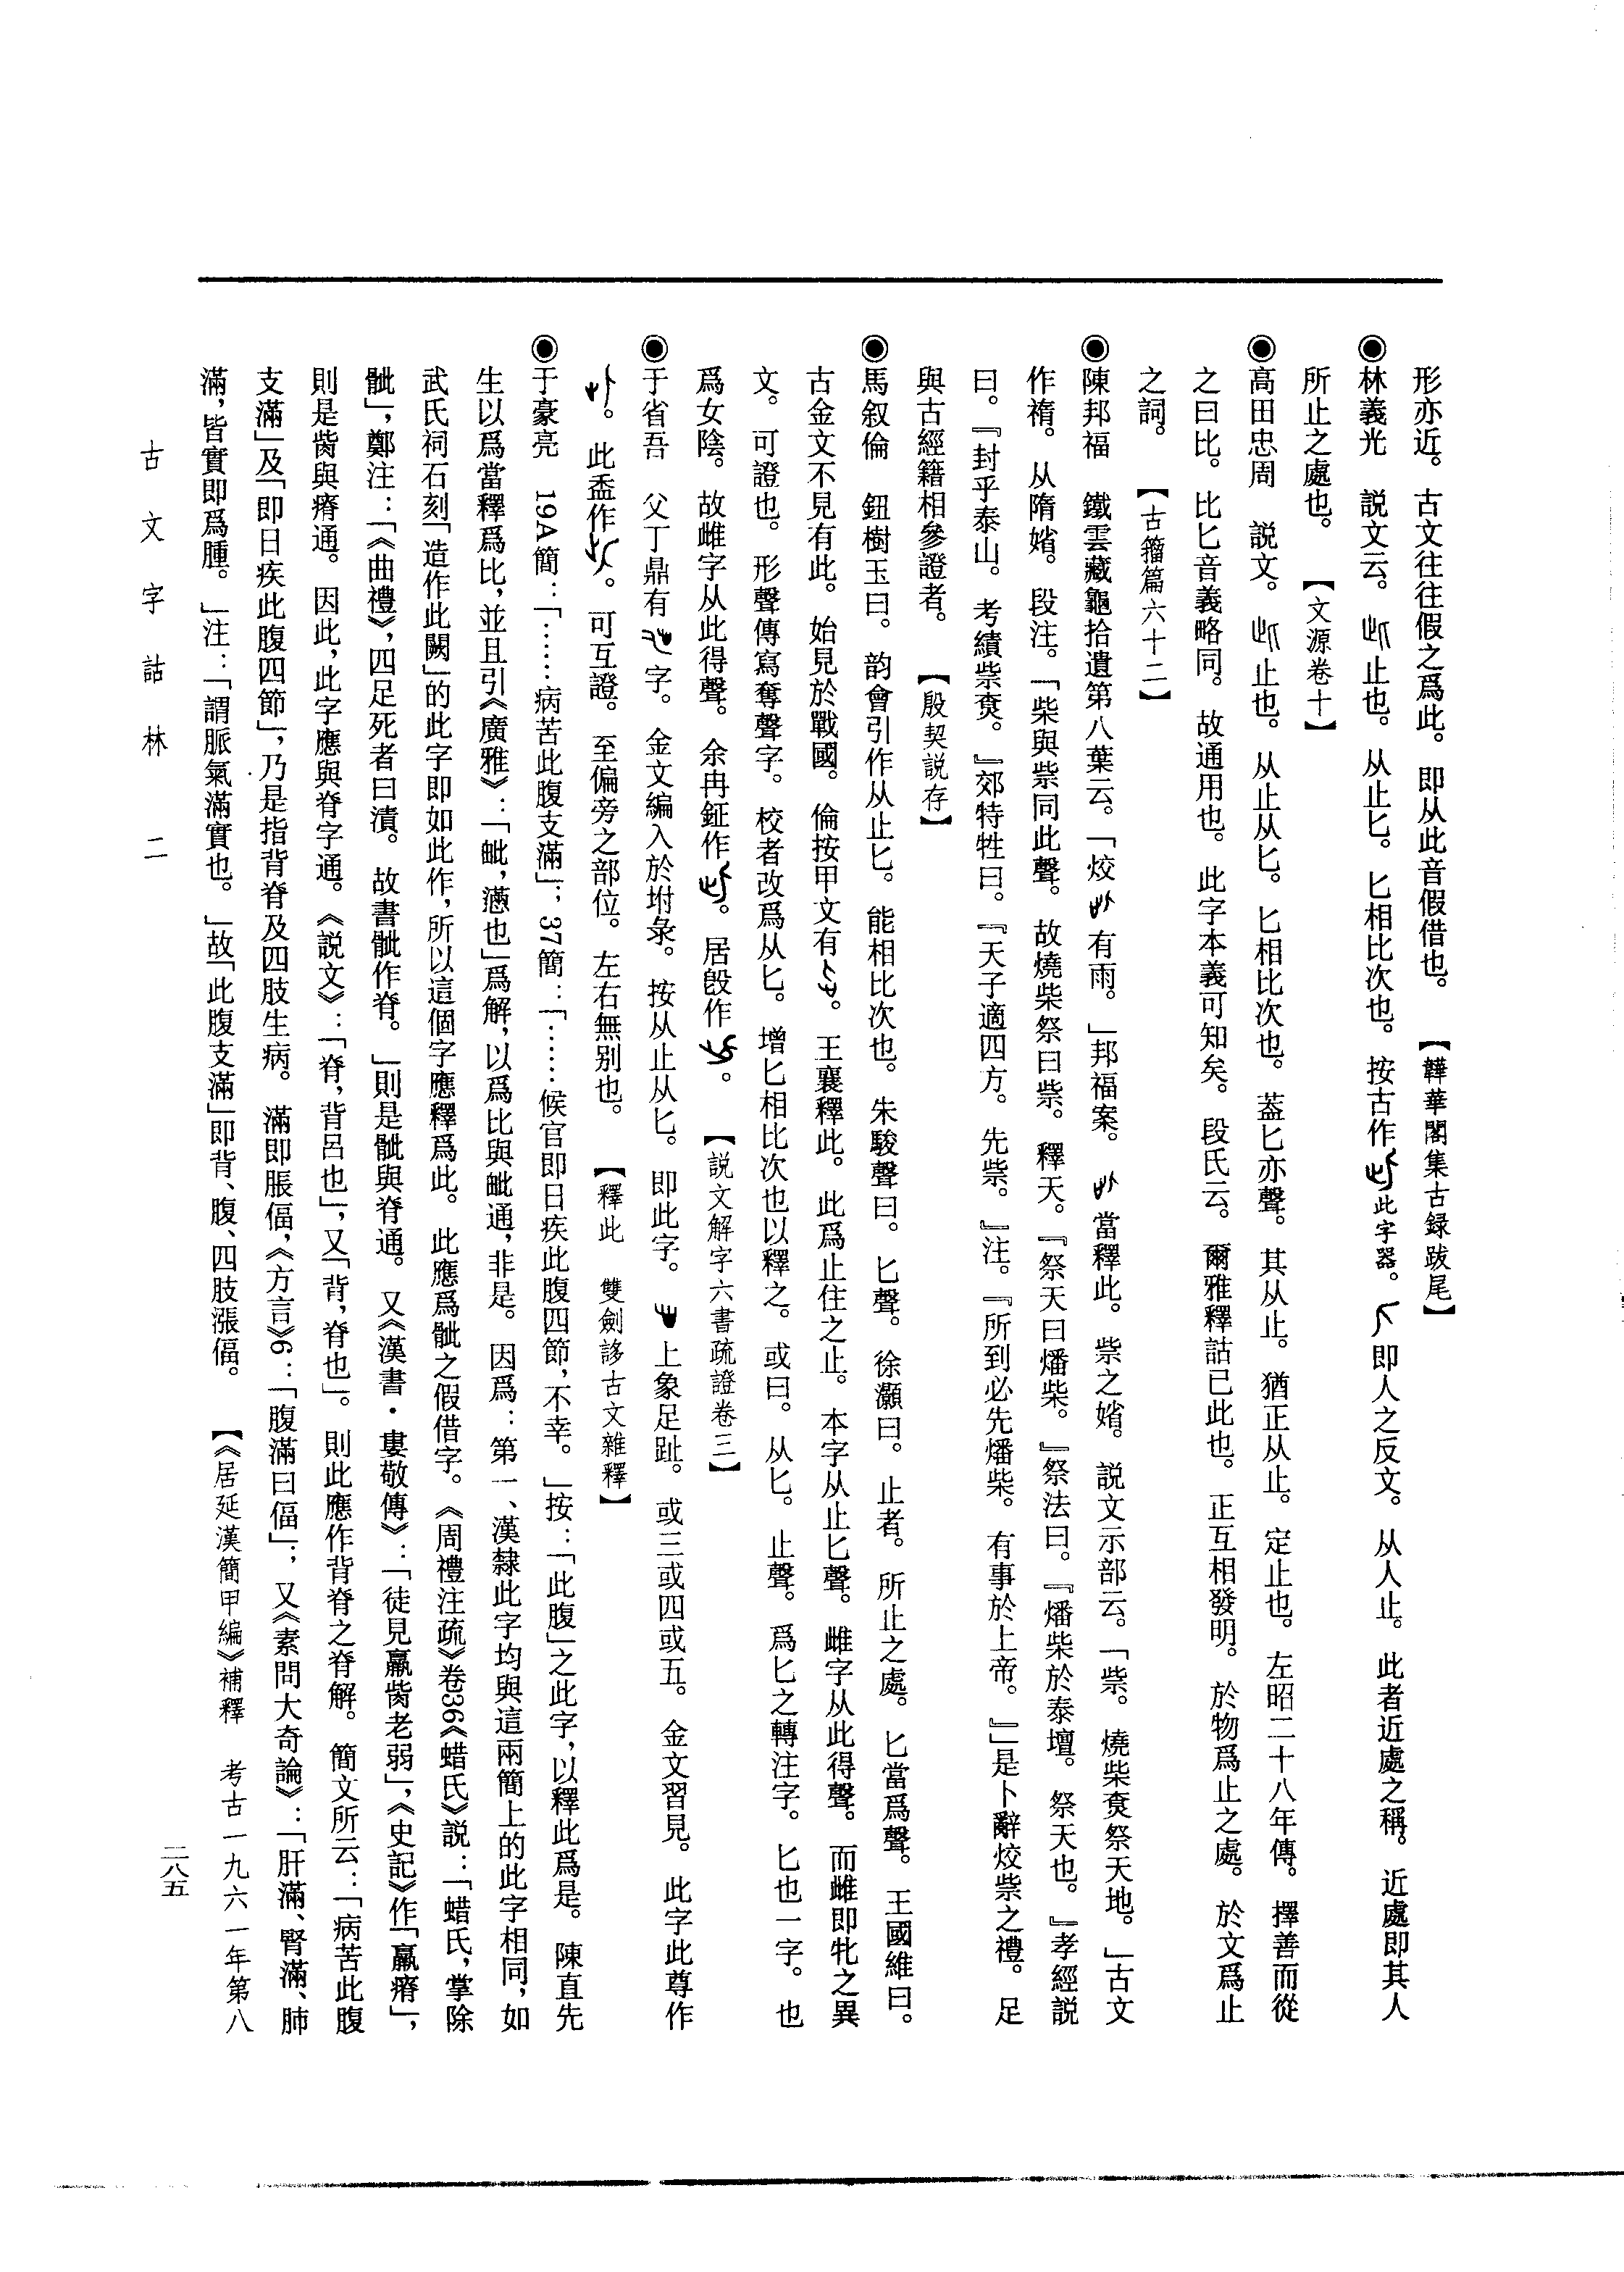 形亦近。古文往往假之爲此。即从此音假借也。【韡華閣集古録跋尾】
◉林義光　説文云。止也。从止匕。匕相比次也。按古作此字器。即人之反文。从人止。此者近處之稱。近處即其人
所止之處也。【文源卷十】
◉高田忠周　説文。止也。从止从匕。匕相比次也。葢匕亦聲。其从止。猶正从止。定止也。左昭二十八年傳。擇善而從
之曰比。比匕音義略同。故通用也。此字本義可知矣。段氏云。爾雅釋詁已此也。正互相發明。於物爲止之處。於文爲止
之詞。【古籀篇六十二】
◉陳邦福　鐵雲藏龜拾遺第八葉云。「烄有雨。」邦福案。當釋此。祡之媘。説文示部云。「祡。燒柴尞祭天地。」古文
作䄟。从隋媘。段注。「柴與祡同此聲。故燒柴祭曰祡。釋天。『祭天曰燔柴。』祭法曰。『燔柴於泰壇。祭天也。』孝經説
曰。『封乎泰山。考績祡尞。』郊特牲曰。『天子適四方。先祡。』注。『所到必先燔柴。有事於上帝。』」是卜辭烄祡之禮。足
與古經籍相參證者。【殷契説存】
◉馬叙倫　鈕樹玉曰。韵會引作从止匕。能相比次也。朱駿聲曰。匕聲。徐灝曰。止者。所止之處。匕當爲聲。王國維曰。
古金文不見有此。始見於戰國。倫按甲文有。王襄釋此。此爲止住之止。本字从止匕聲。雌字从此得聲。而雌即牝之異
文。可證也。形聲傳寫奪聲字。校者改爲从匕。增匕相比次也以釋之。或曰。从匕。止聲。爲匕之轉注字。匕也一字。也
爲女陰。故雌字从此得聲。余冉鉦作。居𣪘作。【説文解字六書疏證卷三】
◉于省吾　父丁鼎有字。金文編入於坿彔。按从止从匕。即此字。上象足趾。或三或四或五。金文習見。此字此尊作
。此盉作。可互證。至偏旁之部位。左右無別也。【釋此　雙劍誃古文雜釋】
◉于豪亮　19A簡：「……病苦此腹支滿」；37簡：「……候官即日疾此腹四節，不幸。」按：「此腹」之此字，以釋此爲是。陳直先
生以爲當釋爲比，並且引《廣雅》：「䏶，懣也」爲解，以爲比與䏶通，非是。因爲：第一、漢隸此字均與這兩簡上的此字相同，如
武氏祠石刻「造作此闕」的此字即如此作，所以這個字應釋爲此。此應爲骴之假借字。《周禮注疏》卷36《蜡氏》説：「蜡氏，掌除
骴」，鄭注：「《曲禮》，四足死者曰漬。故書骴作脊。」則是骴與脊通。又《漢書・婁敬傳》：「徒見羸胔老弱」，《史記》作「羸瘠」，
則是胔與瘠通。因此，此字應與脊字通。《説文》：「脊，背呂也」，又「背，脊也」。則此應作背脊之脊解。簡文所云：「病苦此腹
支滿」及「即日疾此腹四節」，乃是指背脊及四肢生病。滿即脹偪，《方言》6：「腹滿曰偪」；又《素問大奇論》：「肝滿、腎滿、肺
滿，皆實即爲腫。」注：「謂脈氣滿實也。」故「此腹支滿」即背、腹、四肢漲偪。【《居延漢簡甲編》補釋　考古一九六一年第八
古文字詁林　二
二八五